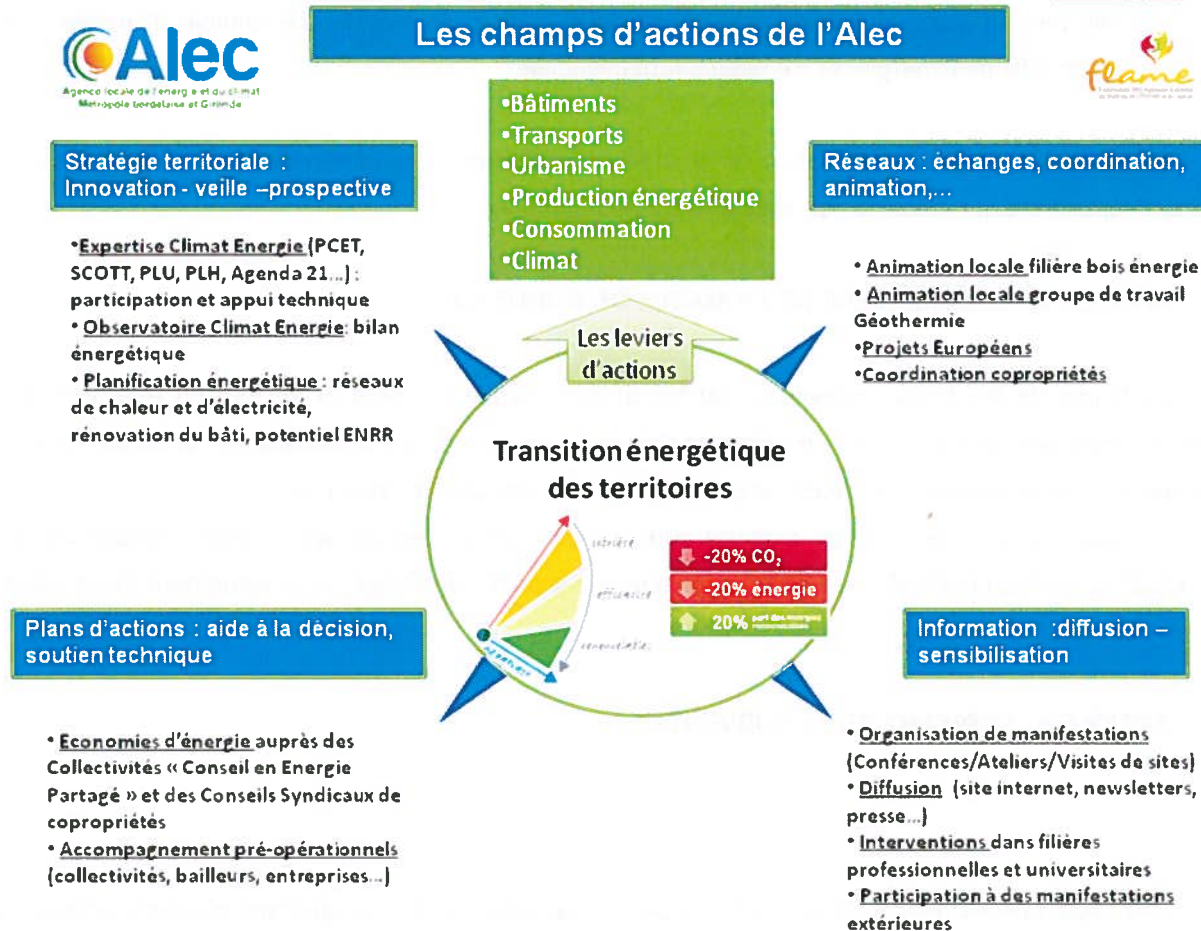 Les champs d'actions de l'Alec
Alec
Agence locale de l'énergie et du climat
Métropole bordelaise et Gironde
flame
•Bâtiments
•Transports
•Urbanisme
•Production énergétique
•Consommation
•Climat
Stratégie territoriale :
Innovation - veille –prospective
•Expertise Climat Energie (PCET,
SCOTT, PLU, PLH, Agenda 21...) :
participation et appui technique
• Observatoire Climat Energie: bilan
énergétique
• Planification énergétique : réseaux
de chaleur et d'électricité,
rénovation du bâti, potentiel ENRR
Réseaux : échanges, coordination,
animation,...
• Animation locale filière bois énergie
• Animation locale groupe de travail
Géothermie
•Projets Européens
•Coordination copropriétés
Les leviers
d'actions
Transition énergétique
des territoires
sobriété
efficacité
renouvelables
-20% CO₂
-20% énergie
20% part des énergies
renouvelables
Plans d'actions : aide à la décision,
soutien technique
• Economies d'énergie auprès des
Collectivités « Conseil en Energie
Partagé » et des Conseils Syndicaux de
copropriétés
• Accompagnement pré-opérationnels
(collectivités, bailleurs, entreprises...)
Information :diffusion –
sensibilisation
• Organisation de manifestations
(Conférences/Ateliers/Visites de sites)
• Diffusion (site internet, newsletters,
presse...)
• Interventions dans filières
professionnelles et universitaires
• Participation à des manifestations
extérieures